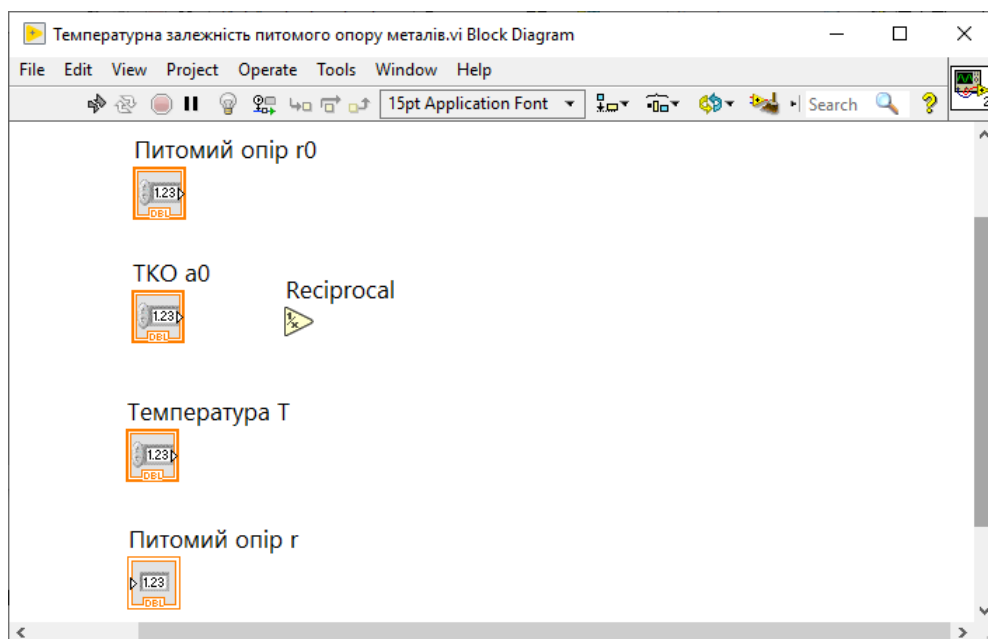 Температурна залежність питомого опору металів.vi Block Diagram
File Edit View Project Operate Tools Window Help
15pt Application Font Search
2
Питомий опір r0
1.23
DBL
ТКО a0
1.23
DBL
Reciprocal
1/x
Температура T
1.23
DBL
Питомий опір r
1.23
DBL